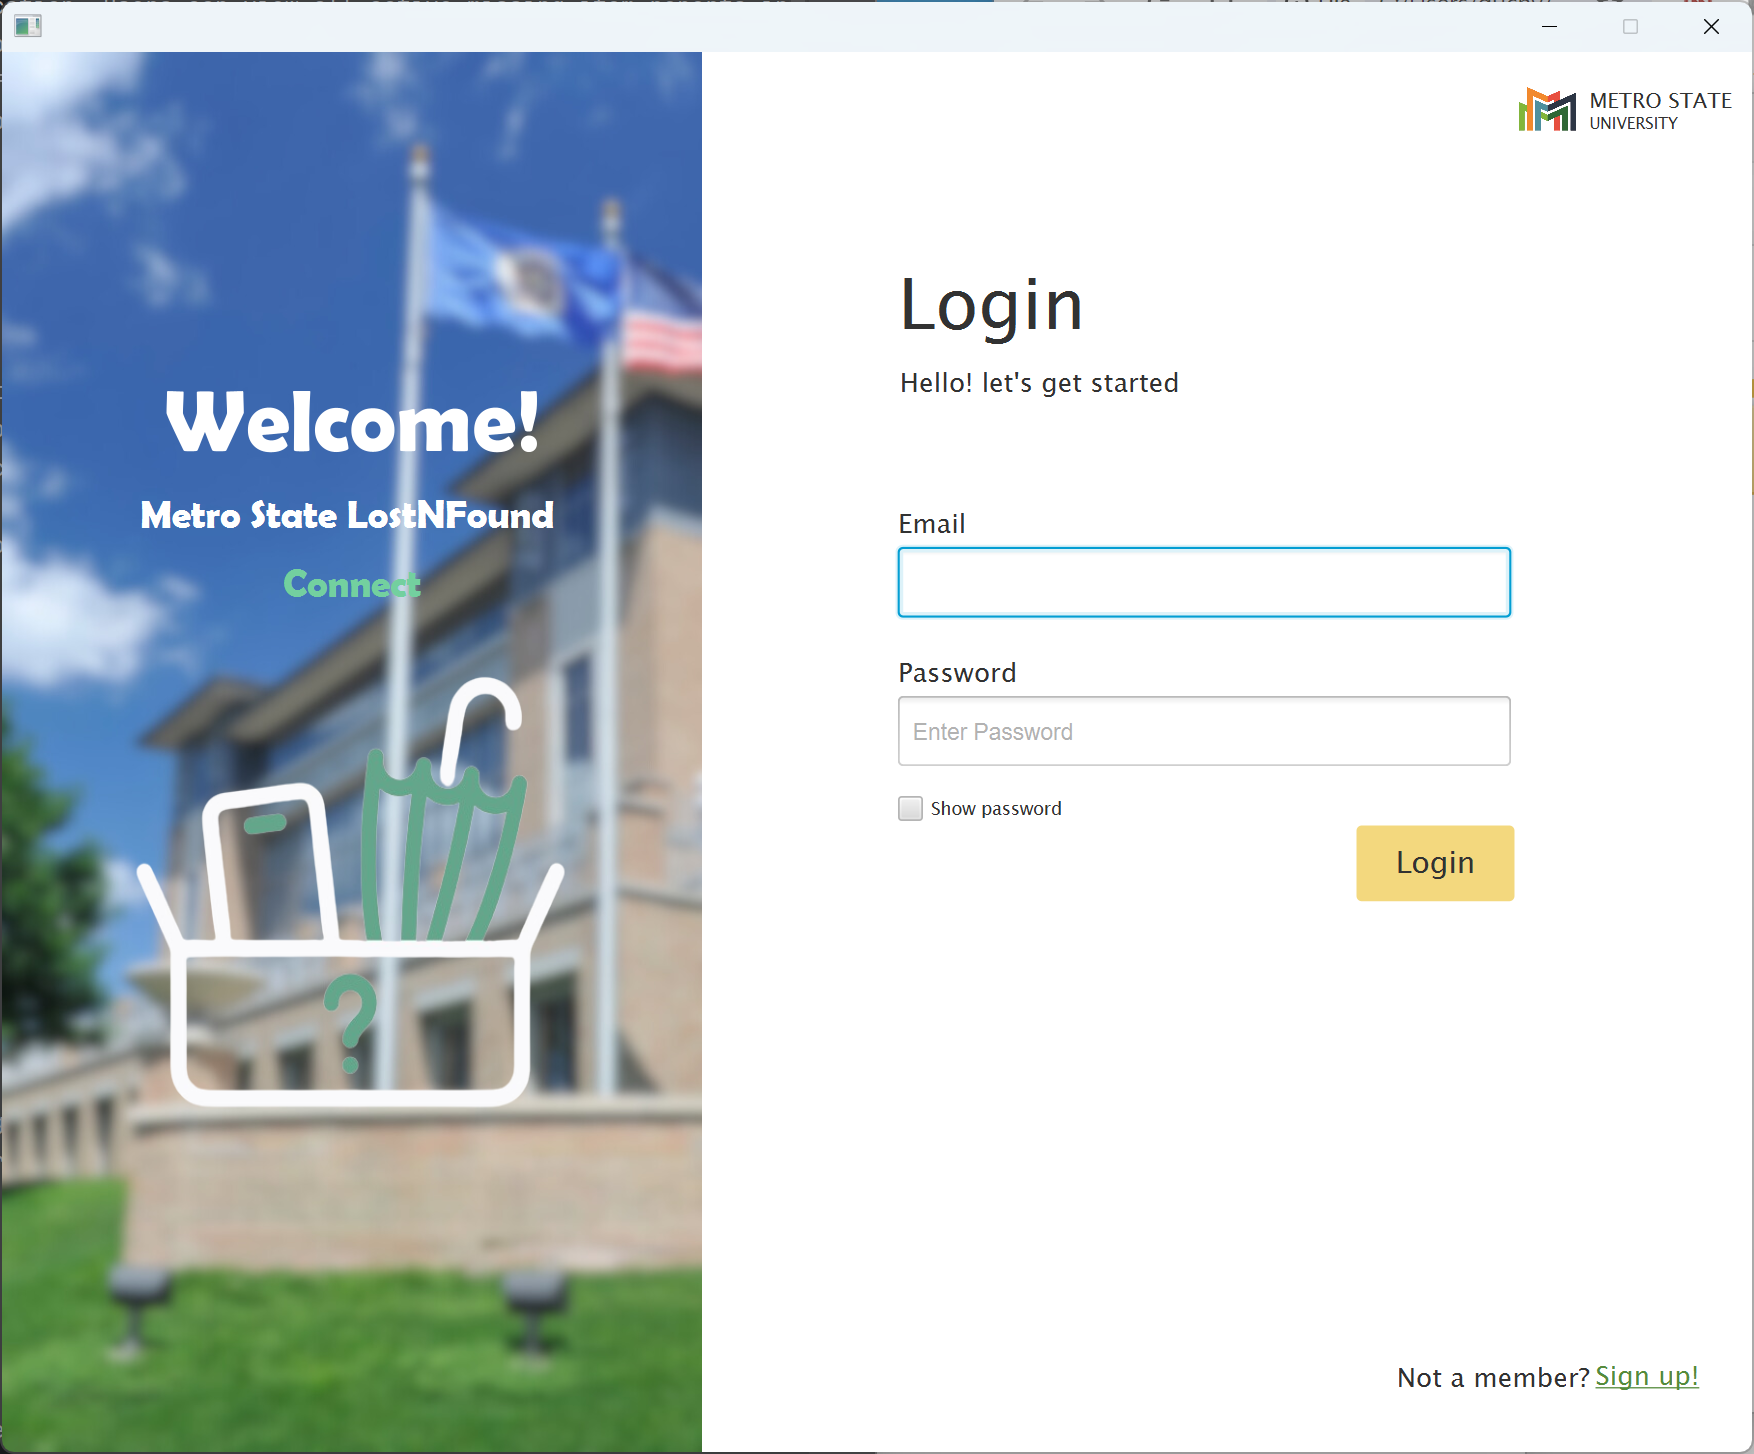 METRO STATE
UNIVERSITY
Welcome!
Metro State LostNFound
Connect
?
Login
Hello! let's get started
Email
Password
Enter Password
Show password
Login
Not a member? Sign up!